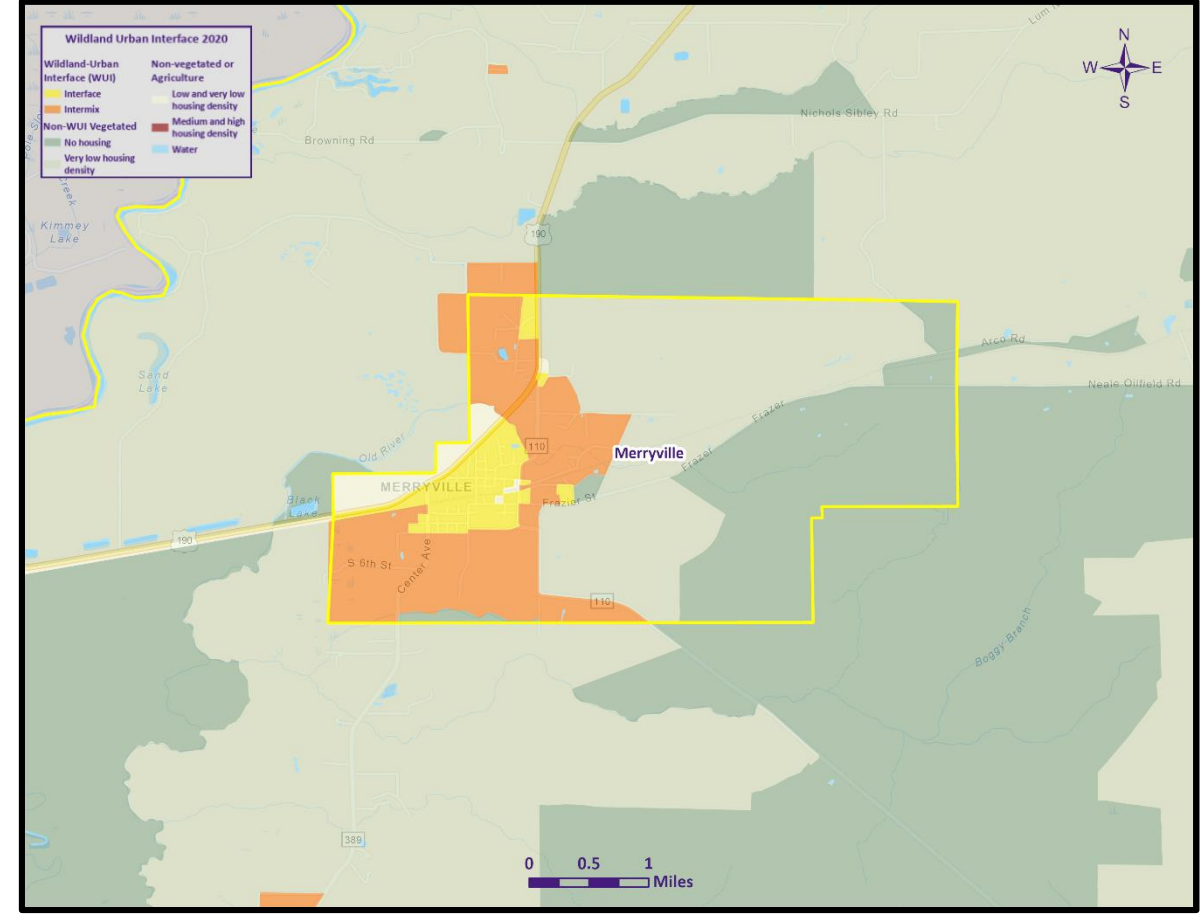 Wildland Urban Interface 2020
Wildland-Urban
Interface (WUI)
Interface
Intermix
Non-WUI Vegetated
No housing
Very low housing
density
Non-vegetated or
Agriculture
Low and very low
housing density
Medium and high
housing density
Water
Creek
Kimmey
Lake
Browning Rd
Nichols Sibley Rd
Lum
N
W
E
S
190
Arco Rd
Neale Oilfield Rd
Sand
Lake
Old River
110
Merryville
Frazer
Frazer
MERRYVILLE
Black
Lake
Frazier St
190
S 6th St
Center Ave
110
Boggy Branch
389
0 0.5 1
Miles